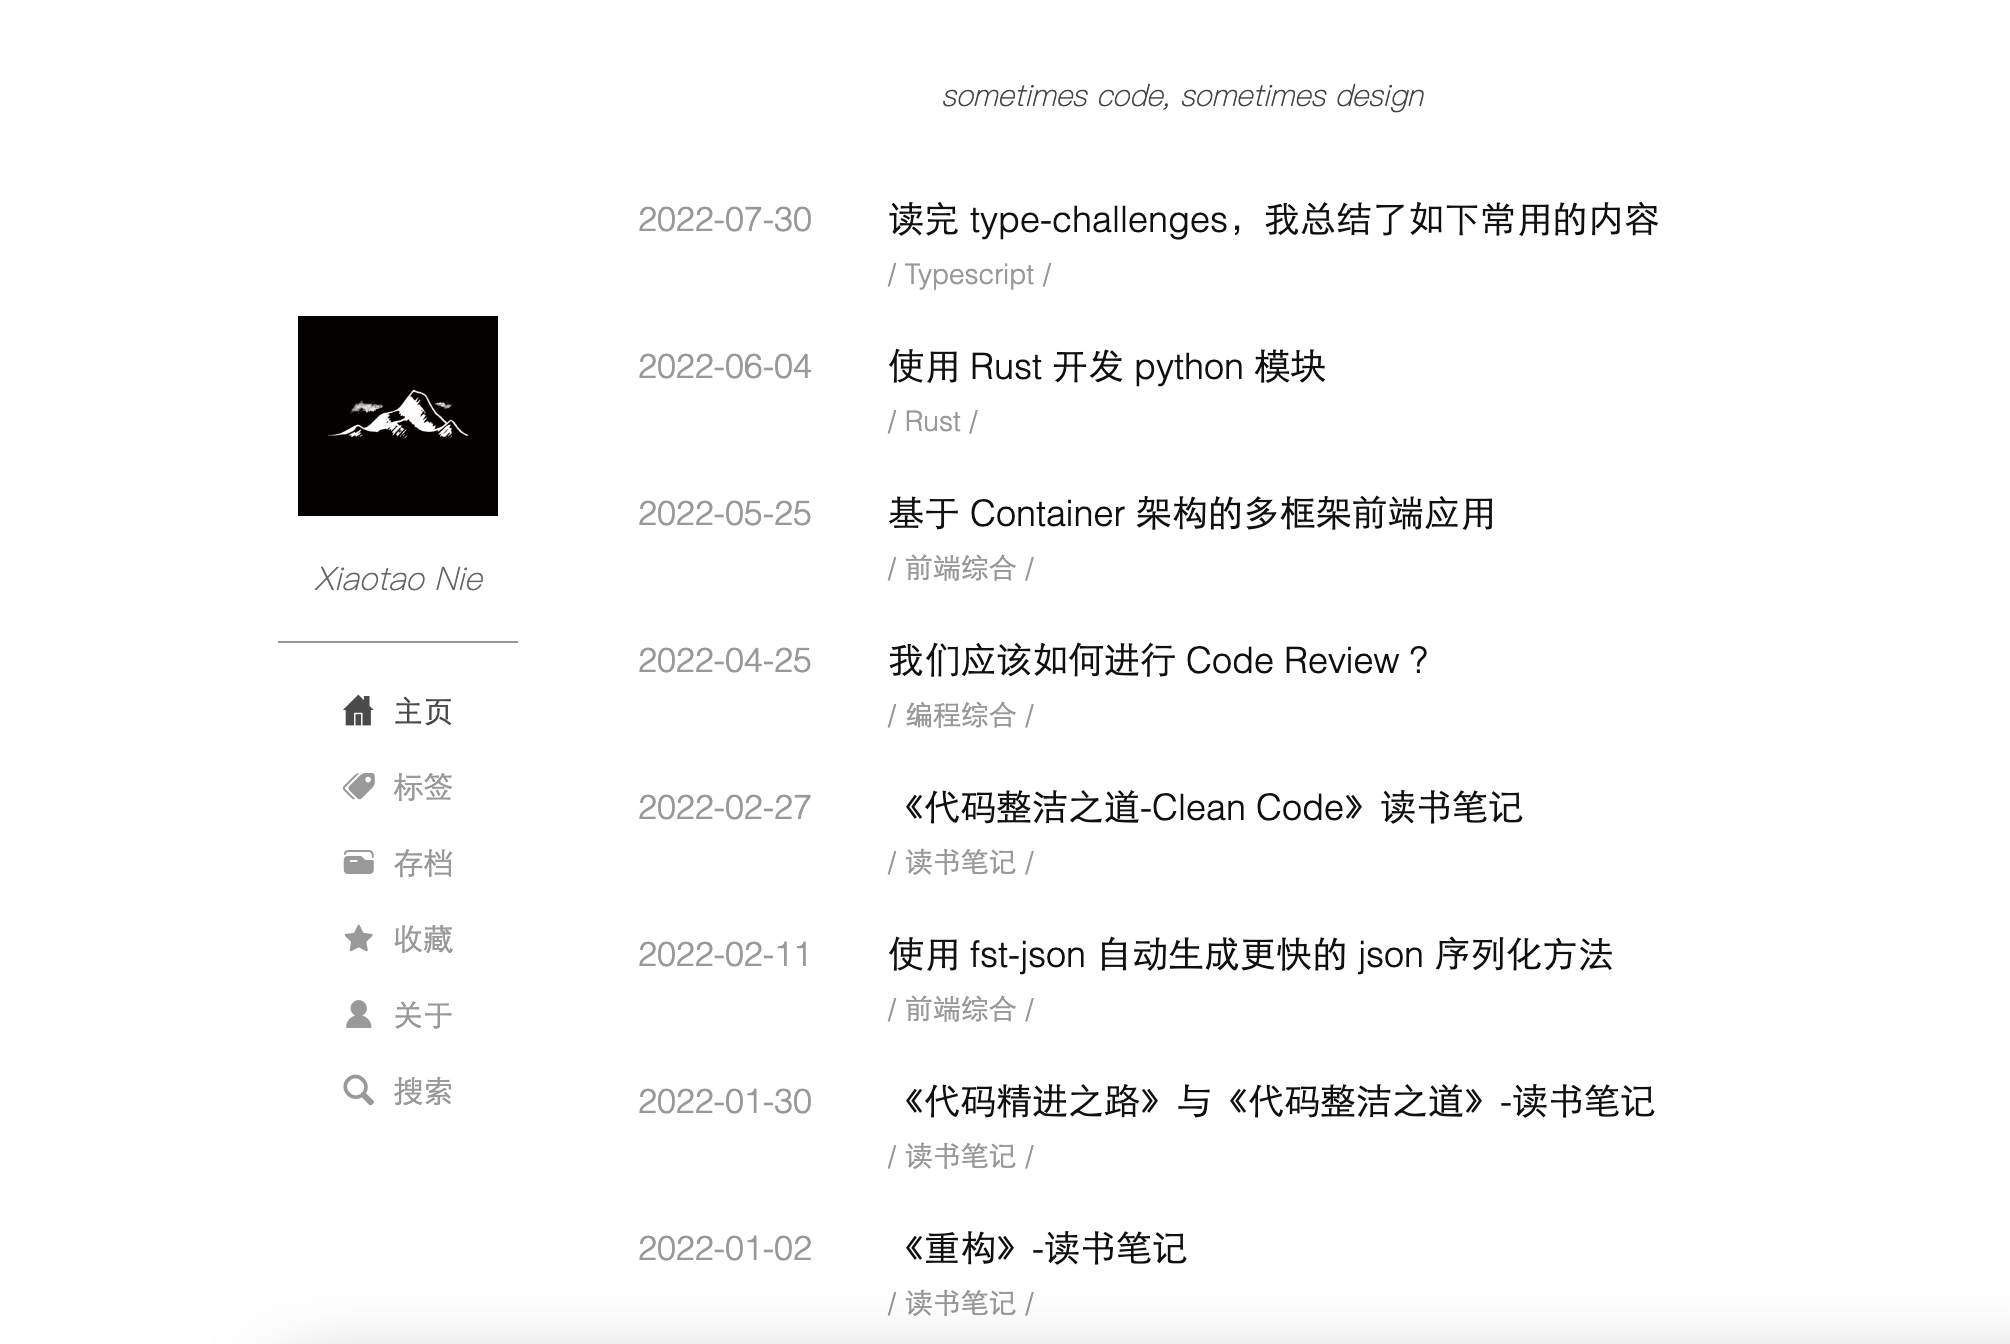 sometimes code, sometimes design
Xiaotao Nie
主页
标签
存档
收藏
关于
搜索
2022-07-30
读完 type-challenges，我总结了如下常用的内容
/ Typescript /
2022-06-04
使用 Rust 开发 python 模块
/ Rust /
2022-05-25
基于 Container 架构的多框架前端应用
/ 前端综合 /
2022-04-25
我们应该如何进行 Code Review？
/ 编程综合 /
2022-02-27
《代码整洁之道-Clean Code》读书笔记
/ 读书笔记 /
2022-02-11
使用 fst-json 自动生成更快的 json 序列化方法
/ 前端综合 /
2022-01-30
《代码精进之路》与《代码整洁之道》-读书笔记
/ 读书笔记 /
2022-01-02
《重构》-读书笔记
/ 读书笔记 /